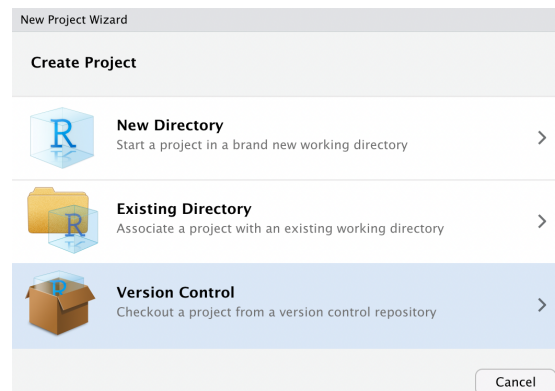 New Project Wizard
Create Project
R
New Directory
Start a project in a brand new working directory
R
Existing Directory
Associate a project with an existing working directory
R
Version Control
Checkout a project from a version control repository
Cancel